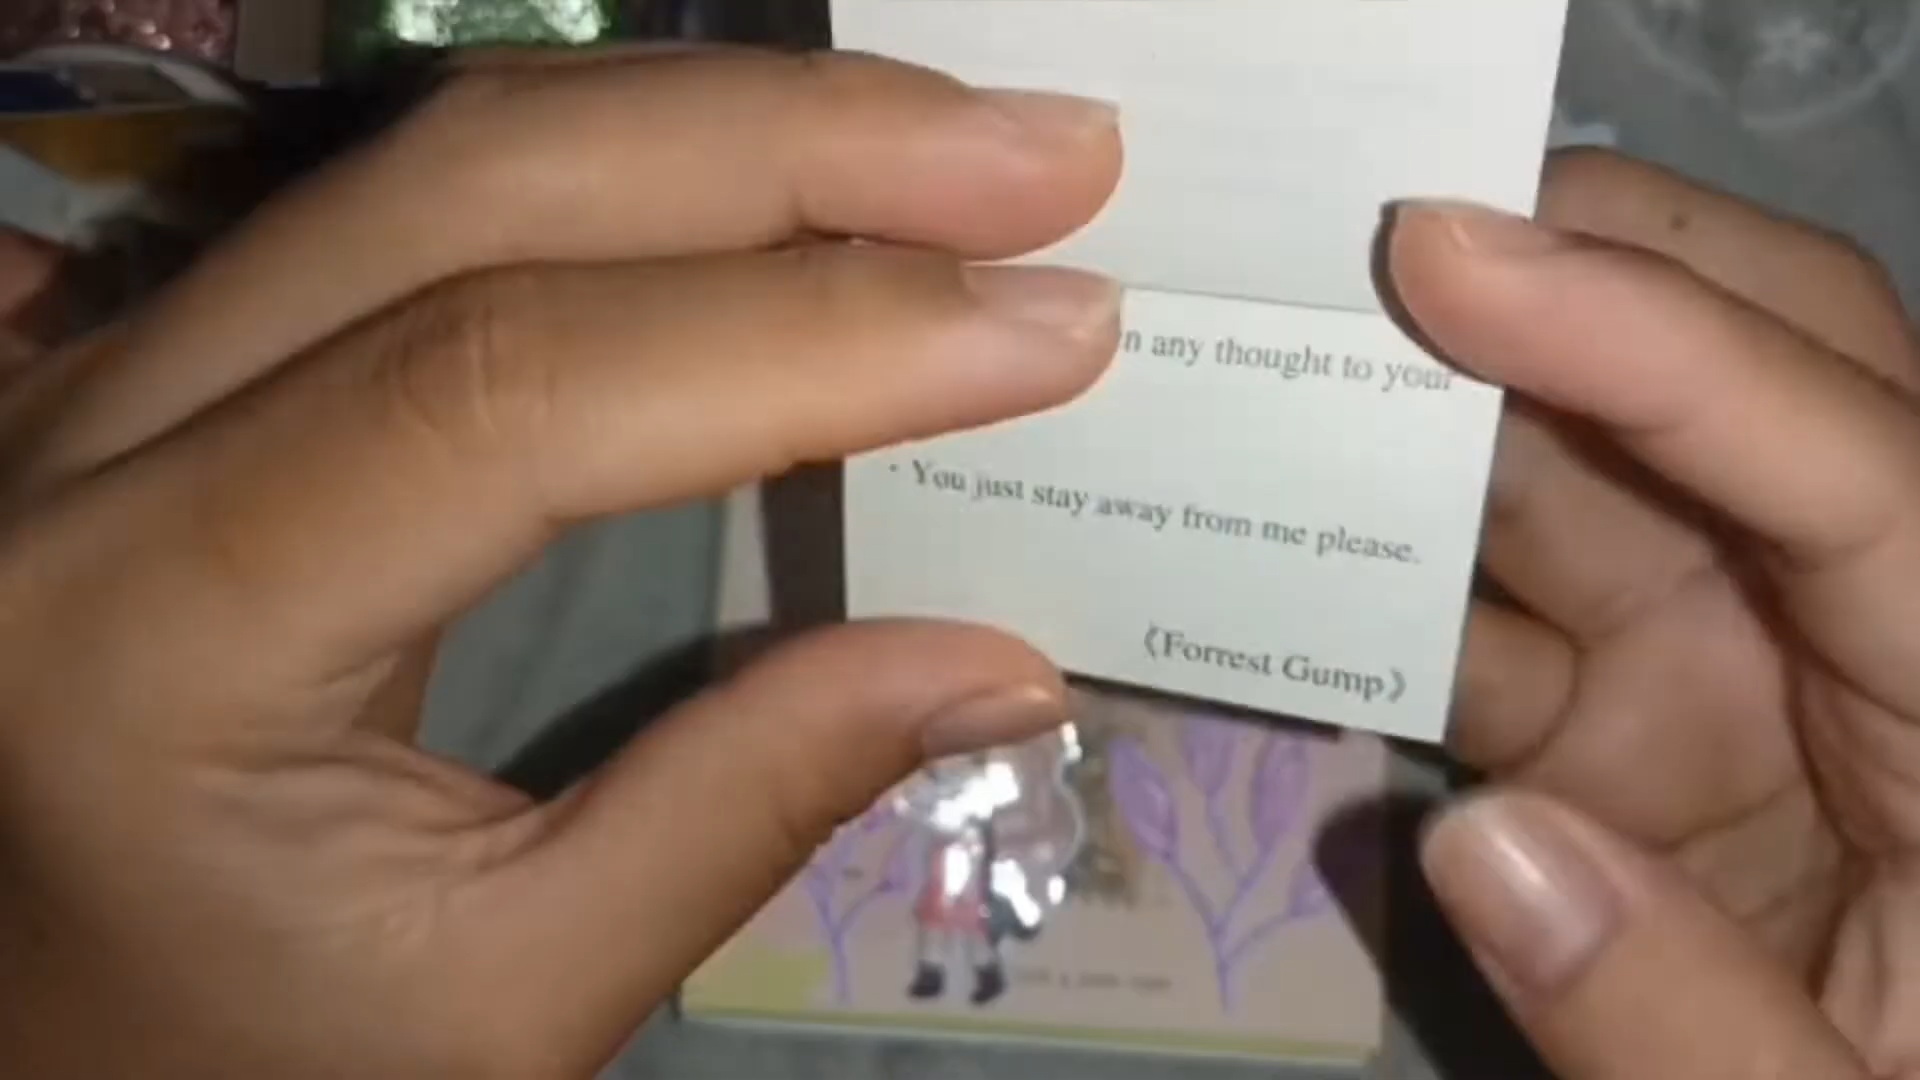 any thought to your
· You just stay away from me please.
《Forrest Gump》